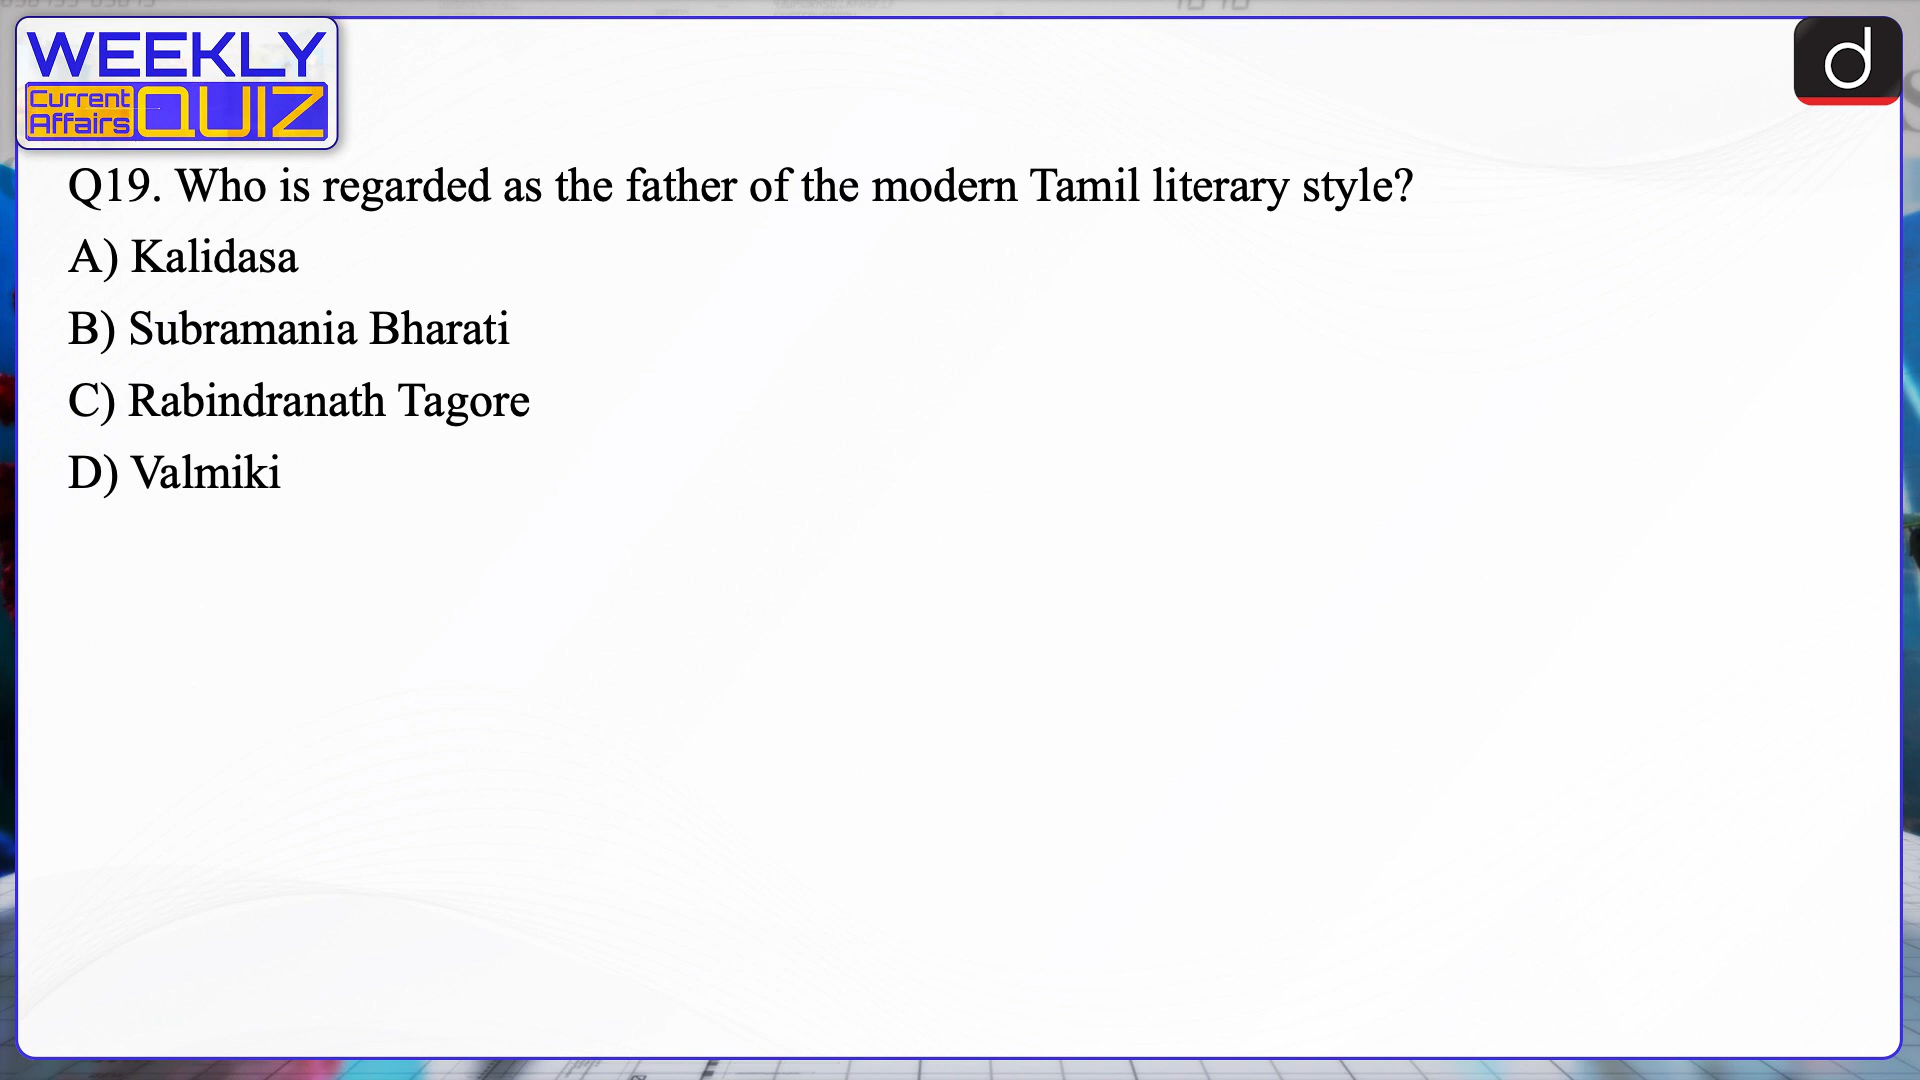 WEEKLY
Current
Affairs
QUIZ
d
Q19. Who is regarded as the father of the modern Tamil literary style?
A) Kalidasa
B) Subramania Bharati
C) Rabindranath Tagore
D) Valmiki